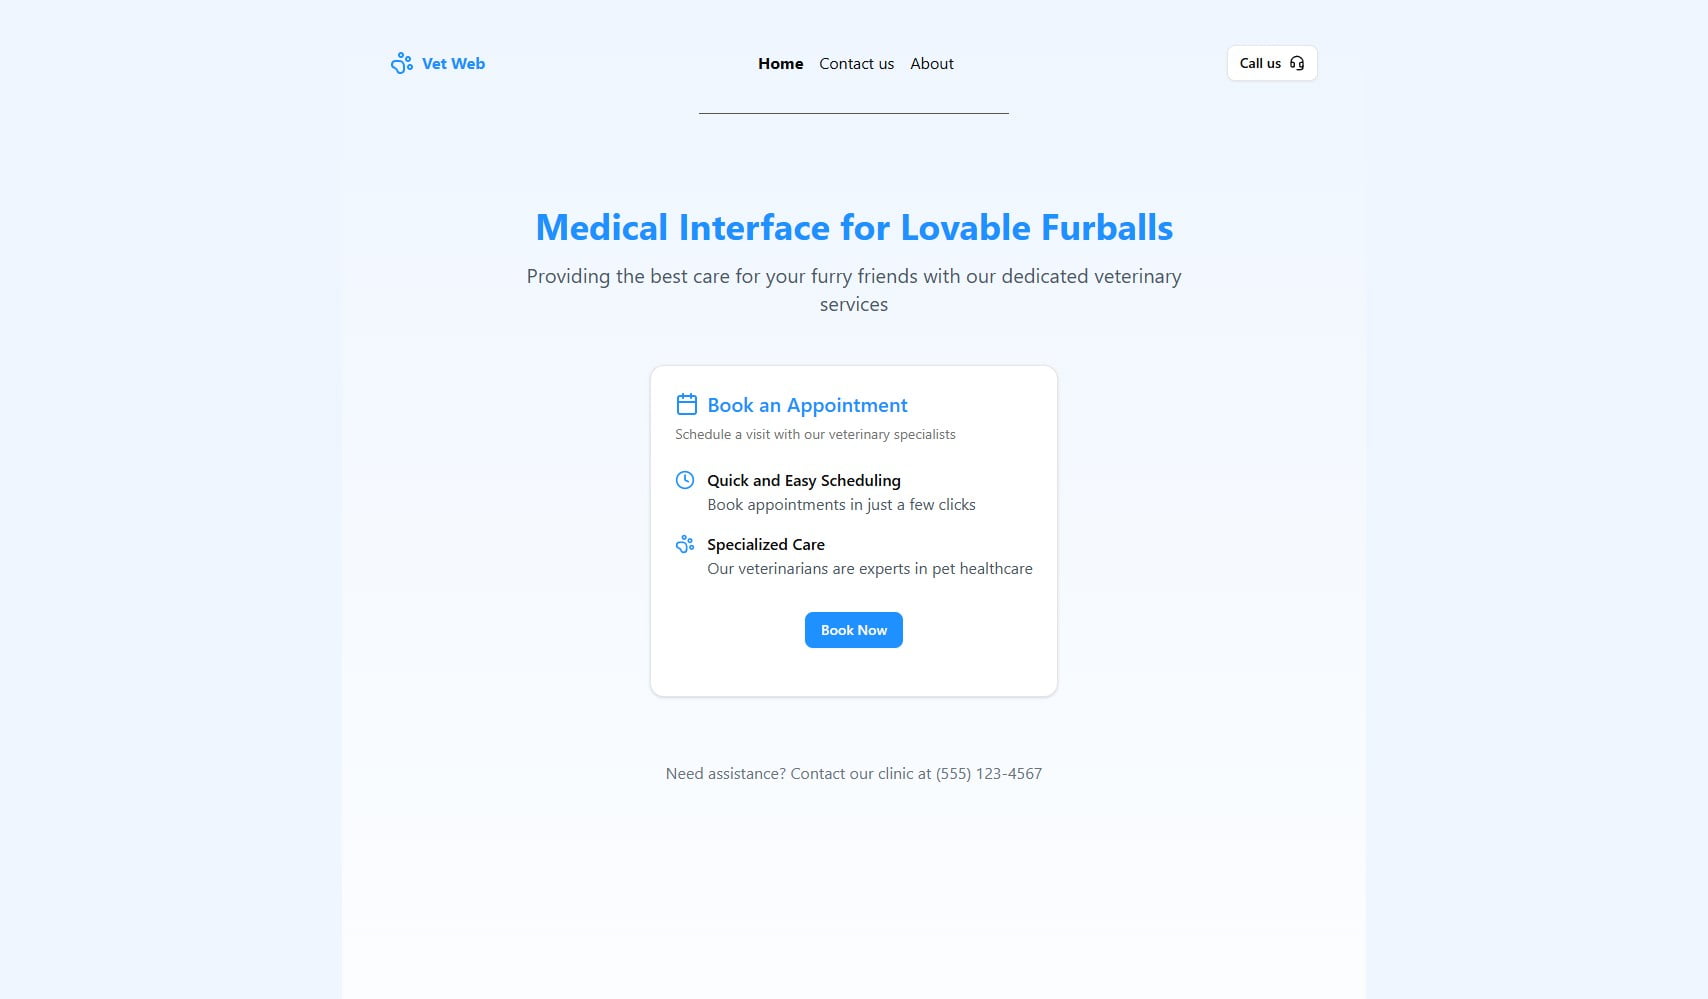 Vet Web
Home Contact us About
Call us
Medical Interface for Lovable Furballs
Providing the best care for your furry friends with our dedicated veterinary
services
Book an Appointment
Schedule a visit with our veterinary specialists
Quick and Easy Scheduling
Book appointments in just a few clicks
Specialized Care
Our veterinarians are experts in pet healthcare
Book Now
Need assistance? Contact our clinic at (555) 123-4567